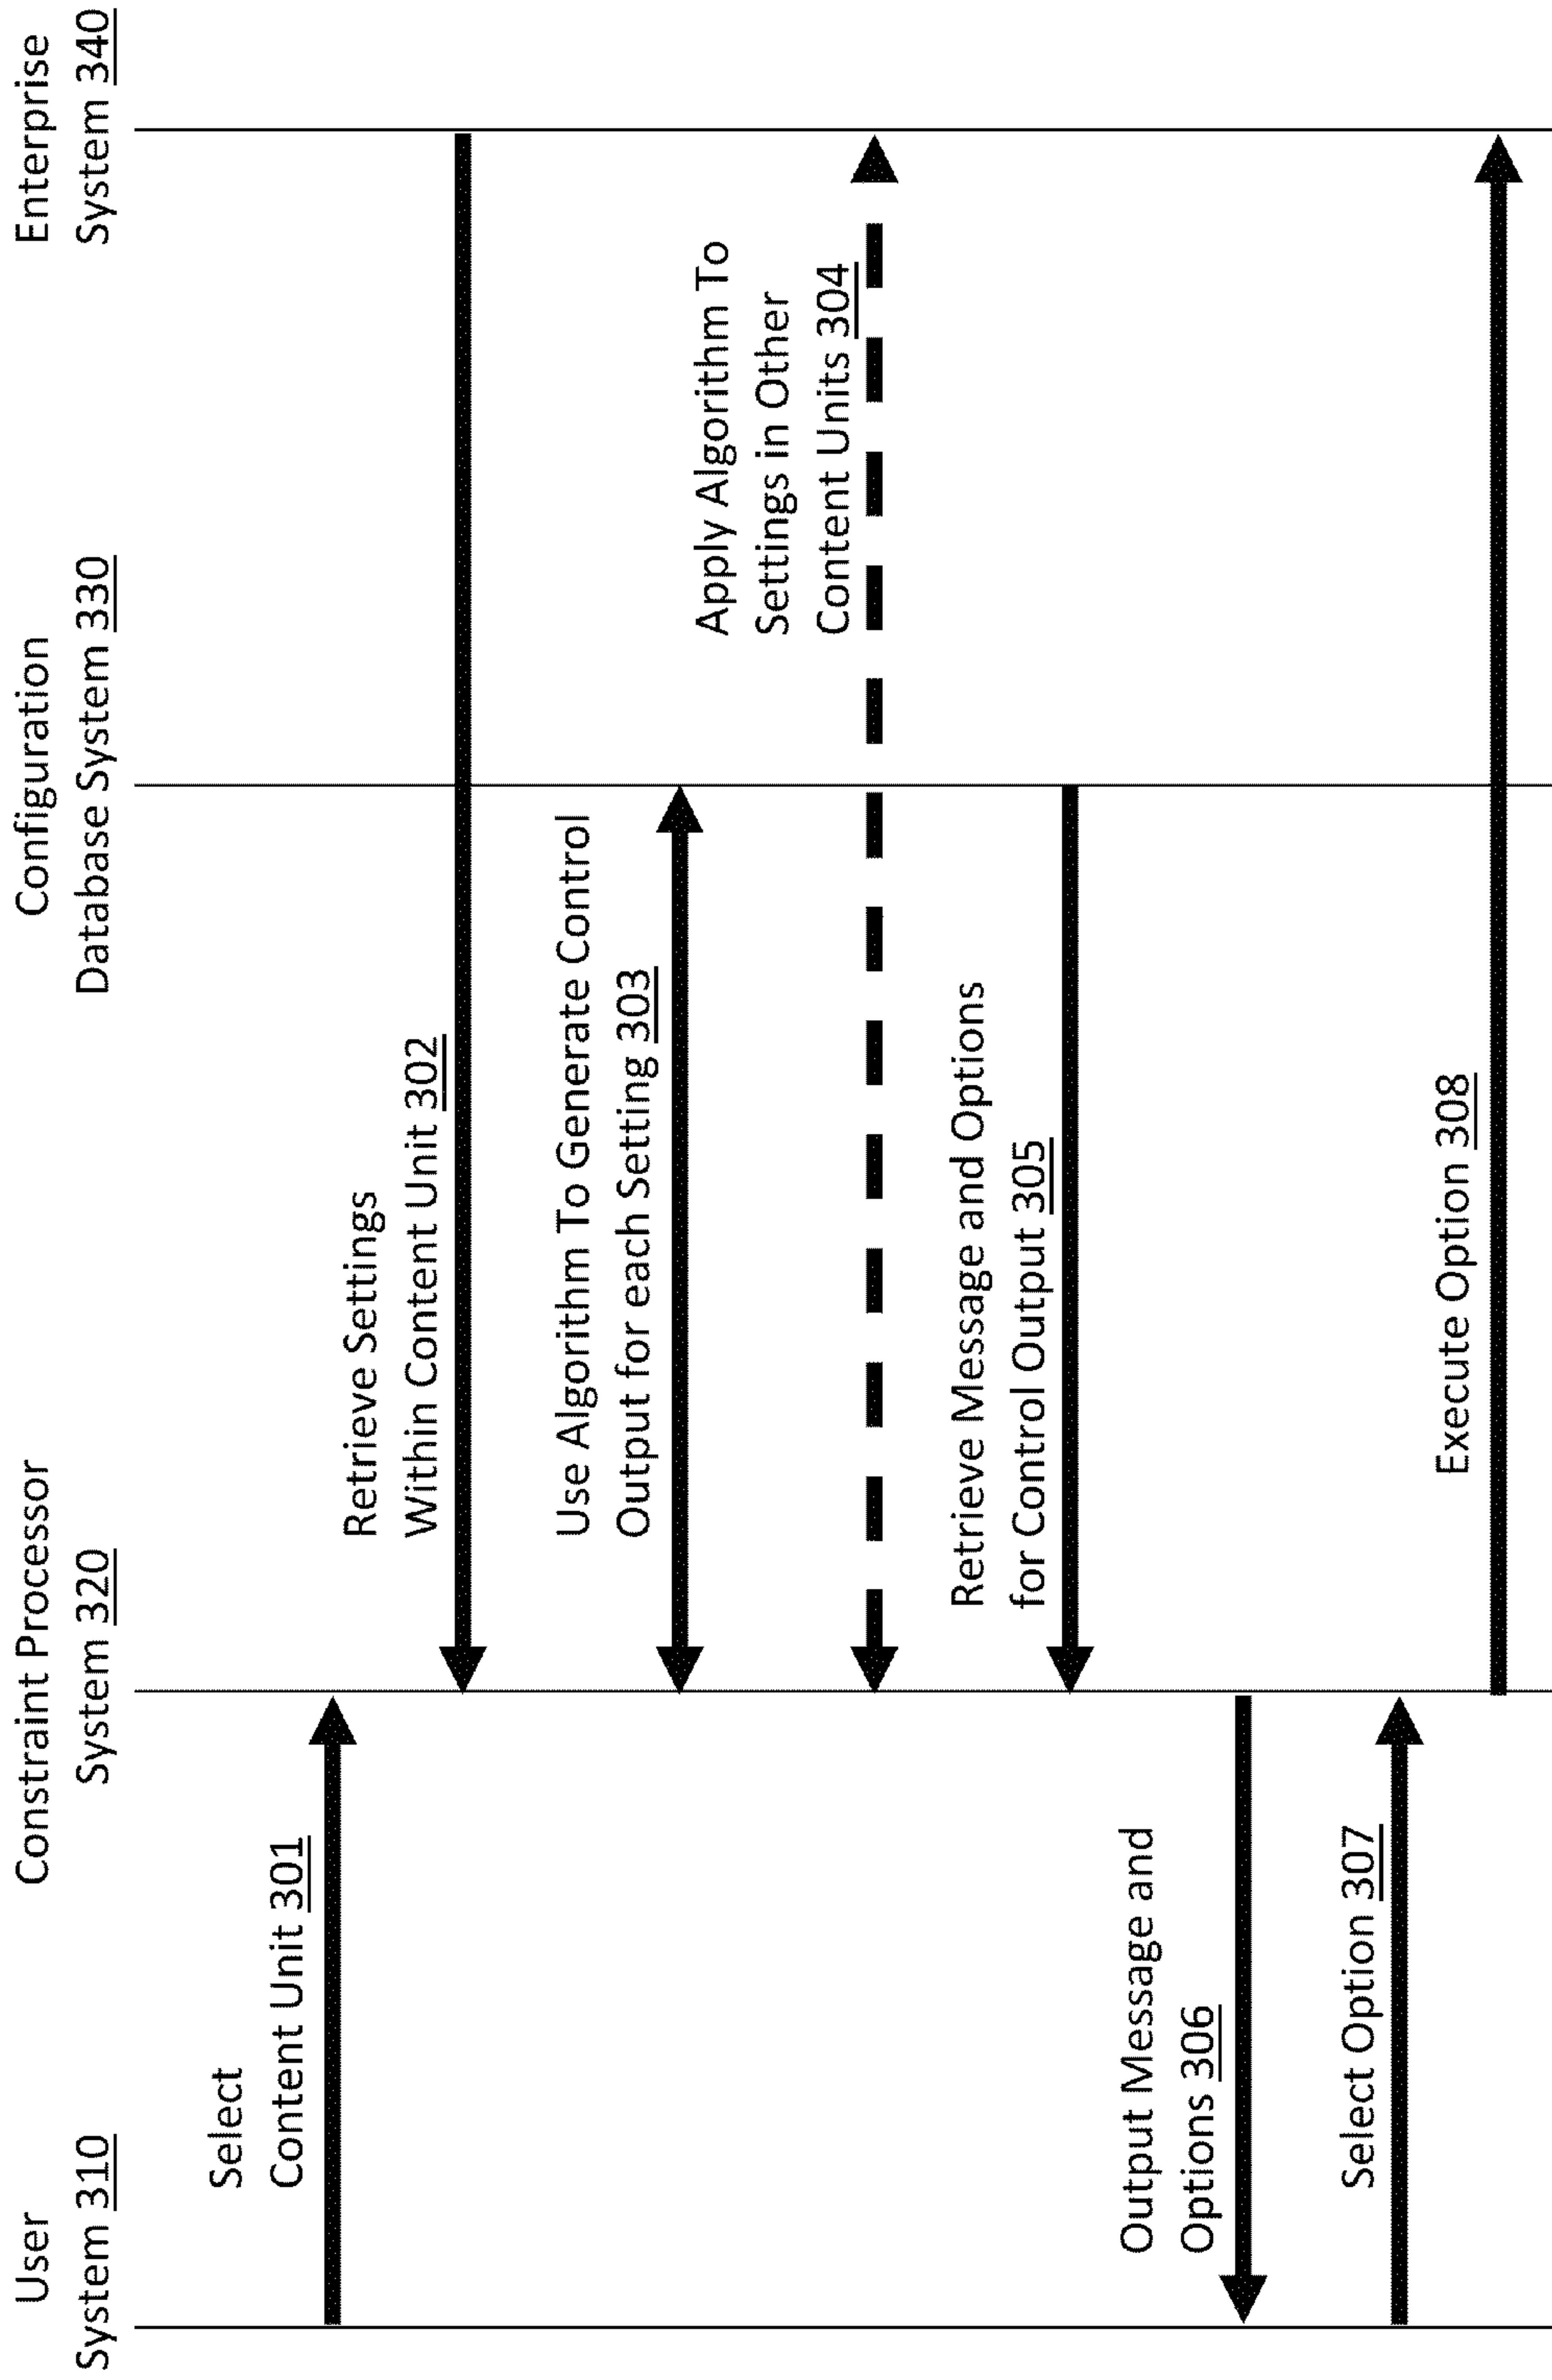 User
System 310
Constraint Processor
System 320
Configuration
Database System 330
Enterprise
System 340
Select
Content Unit 301
Retrieve Settings
Within Content Unit 302
Use Algorithm To Generate Control
Output for each Setting 303
Apply Algorithm To
Settings in Other
Content Units 304
Retrieve Message and Options
for Control Output 305
Output Message and
Options 306
Select Option 307
Execute Option 308